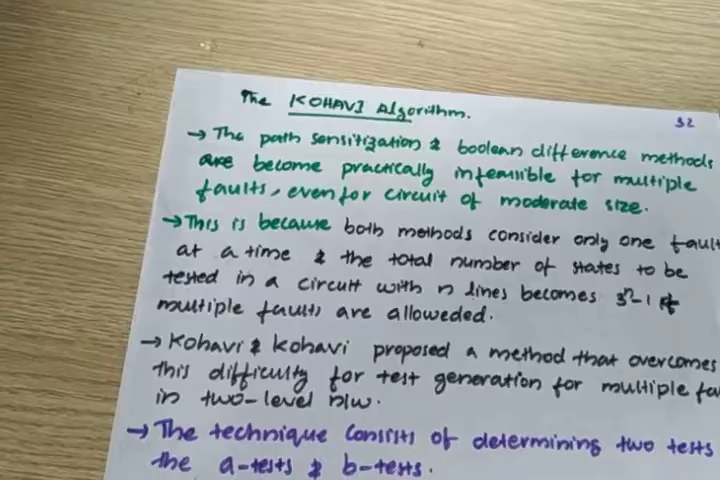 The KOHAVI Algorithm.
32
→ The path sensitization & boolean difference methods
are become practically infeasible for multiple
faults, even for circuit of moderate size.
→ This is because both methods consider only one fault
at a time & the total number of states to be
tested in a circuit with n lines becomes 3ⁿ-1 if
multiple faults are alloweded.
→ Kohavi & kohavi proposed a method that overcomes
this difficulty for test generation for multiple fa
in two-level n/w.
→ The technique consists of determining two tests
the a-tests & b-tests.